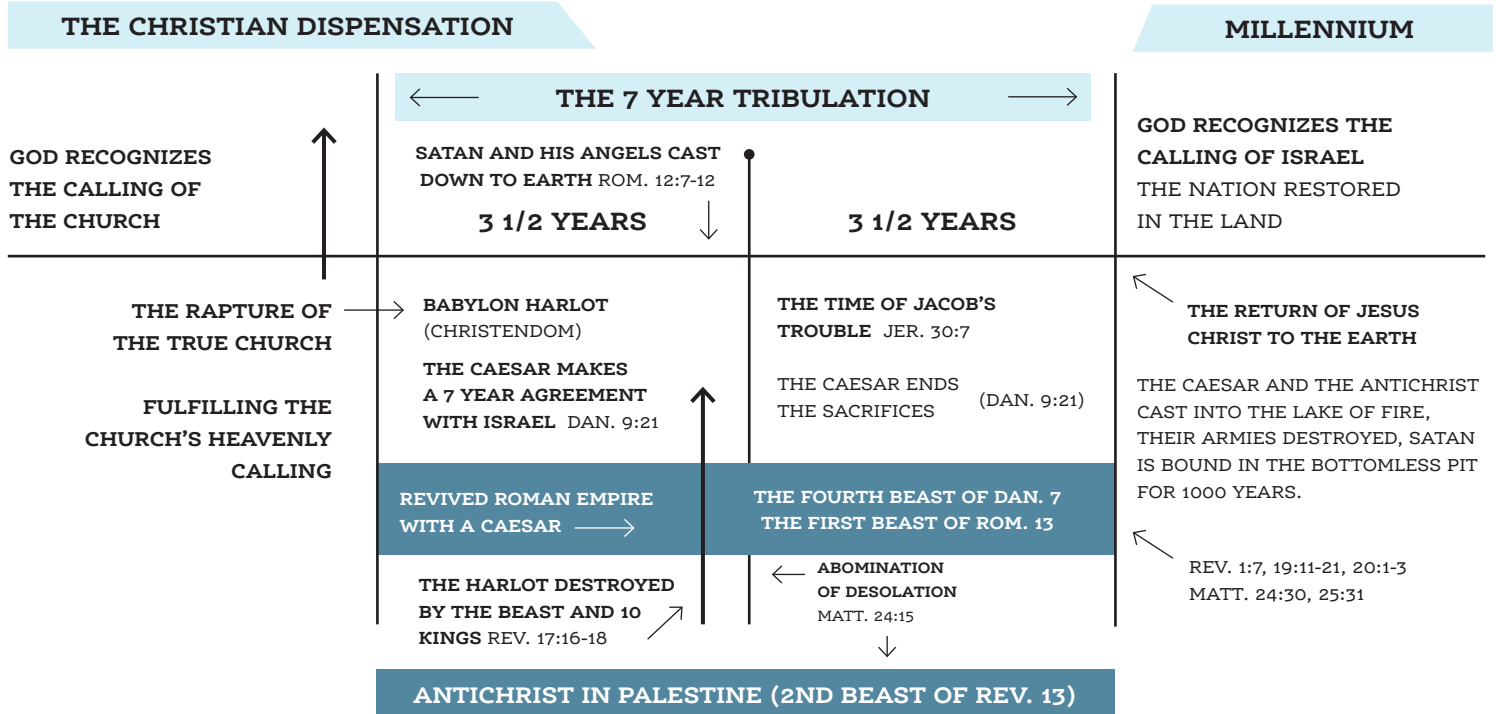 THE CHRISTIAN DISPENSATION
MILLENNIUM
THE 7 YEAR TRIBULATION
GOD RECOGNIZES
THE CALLING OF
THE CHURCH
SATAN AND HIS ANGELS CAST
DOWN TO EARTH ROM. 12:7-12
3 1/2 YEARS
3 1/2 YEARS
GOD RECOGNIZES THE
CALLING OF ISRAEL
THE NATION RESTORED
IN THE LAND
THE RAPTURE OF
THE TRUE CHURCH
FULFILLING THE
CHURCH'S HEAVENLY
CALLING
BABYLON HARLOT
(CHRISTENDOM)
THE CAESAR MAKES
A 7 YEAR AGREEMENT
WITH ISRAEL DAN. 9:21
THE TIME OF JACOB'S
TROUBLE JER. 30:7
THE CAESAR ENDS
THE SACRIFICES
(DAN. 9:21)
THE RETURN OF JESUS
CHRIST TO THE EARTH
THE CAESAR AND THE ANTICHRIST
CAST INTO THE LAKE OF FIRE,
THEIR ARMIES DESTROYED, SATAN
IS BOUND IN THE BOTTOMLESS PIT
FOR 1000 YEARS.
REVIVED ROMAN EMPIRE
WITH A CAESAR
THE FOURTH BEAST OF DAN. 7
THE FIRST BEAST OF ROM. 13
THE HARLOT DESTROYED
BY THE BEAST AND 10
KINGS REV. 17:16-18
ABOMINATION
OF DESOLATION
MATT. 24:15
REV. 1:7, 19:11-21, 20:1-3
MATT. 24:30, 25:31
ANTICHRIST IN PALESTINE (2ND BEAST OF REV. 13)